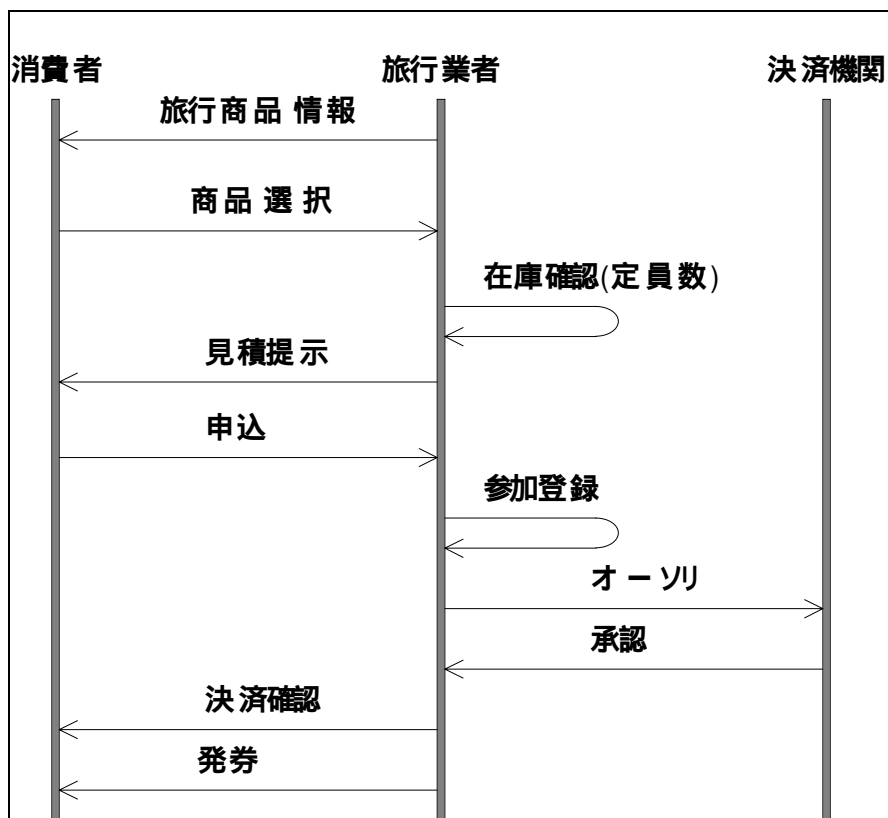 消費者
旅行業者
決済機関
旅行商品情報
商品選択
在庫確認(定員数)
見積提示
申込
参加登録
オーソリ
承認
決済確認
発券